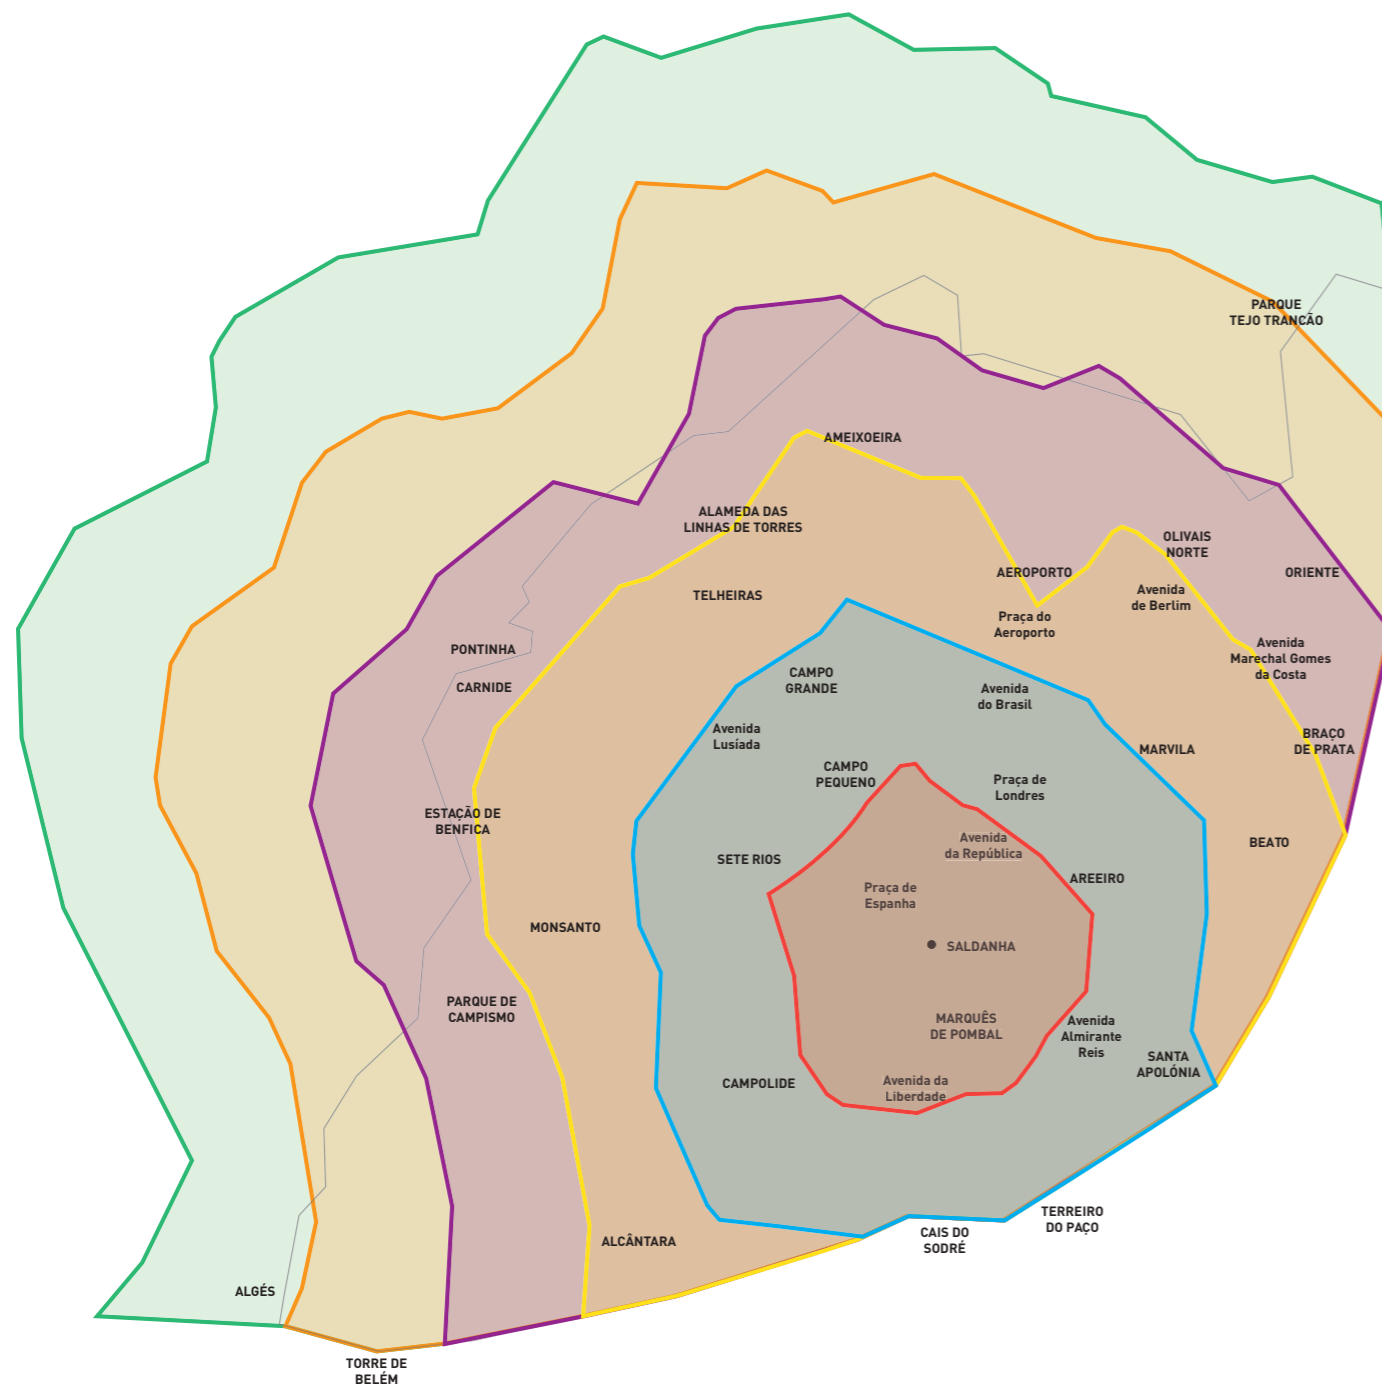 PARQUE
TEJO TRANCÃO
AMEIXOEIRA
ALAMEDA DAS
LINHAS DE TORRES
OLIVAIS
NORTE
AEROPORTO
ORIENTE
TELHEIRAS
Avenida
de Berlim
Praça do
Aeroporto
PONTINHA
Avenida
Marechal Gomes
da Costa
CARNIDE
CAMPO
GRANDE
Avenida
do Brasil
Avenida
Lusíada
MARVILA
BRAÇO
DE PRATA
CAMPO
PEQUENO
Praça de
Londres
ESTAÇÃO DE
BENFICA
Avenida
da República
BEATO
SETE RIOS
AREEIRO
Praça de
Espanha
MONSANTO
SALDANHA
PARQUE DE
CAMPISMO
MARQUÊS
DE POMBAL
Avenida
Almirante
Reis
SANTA
APOLÓNIA
CAMPOLIDE
Avenida da
Liberdade
TERREIRO
DO PAÇO
ALCÂNTARA
CAIS DO
SODRÉ
ALGÉS
TORRE DE
BELÉM